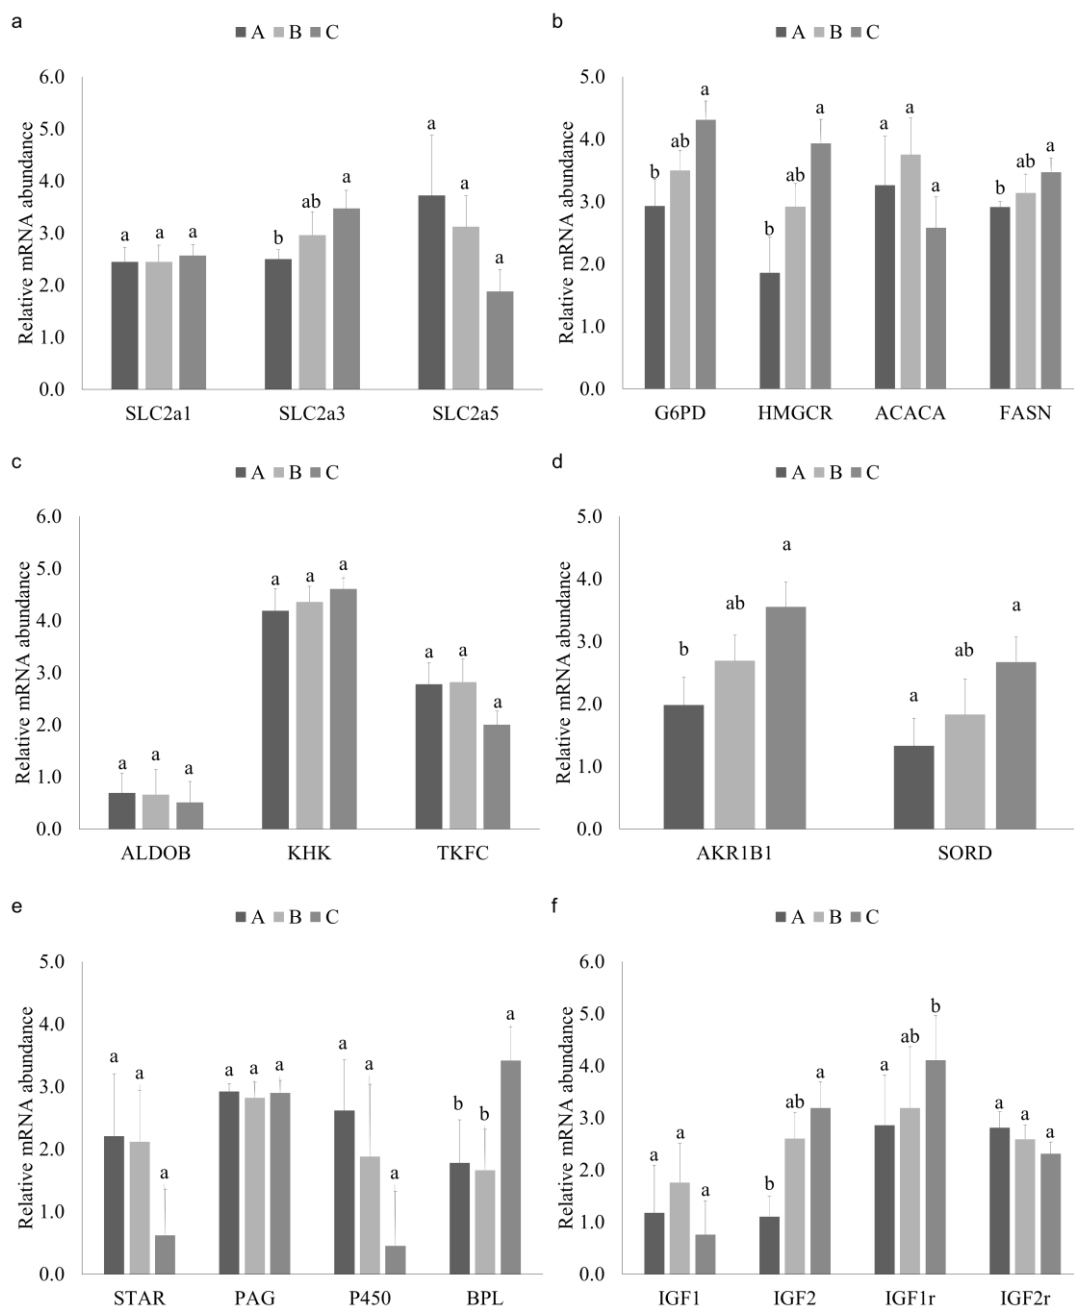 a
A B C
Relative mRNA abundance
6.0
5.0
4.0
3.0
2.0
1.0
0.0
a a a
b ab a
a a a
SLC2a1 SLC2a3 SLC2a5
b
A B C
Relative mRNA abundance
5.0
4.0
3.0
2.0
1.0
0.0
b ab a
b ab a
a a a
b ab a
G6PD HMGCR ACACA FASN
c
A B C
Relative mRNA abundance
6.0
5.0
4.0
3.0
2.0
1.0
0.0
a a a
a a a
a a a
ALDOB KHK TKFC
d
A B C
Relative mRNA abundance
5.0
4.0
3.0
2.0
1.0
0.0
b ab a
a ab a
AKR1B1 SORD
e
A B C
Relative mRNA abundance
5.0
4.0
3.0
2.0
1.0
0.0
a a a
a a a
a a a
b b a
STAR PAG P450 BPL
f
A B C
Relative mRNA abundance
6.0
5.0
4.0
3.0
2.0
1.0
0.0
a a a
b ab a
a ab b
a a a
IGF1 IGF2 IGF1r IGF2r